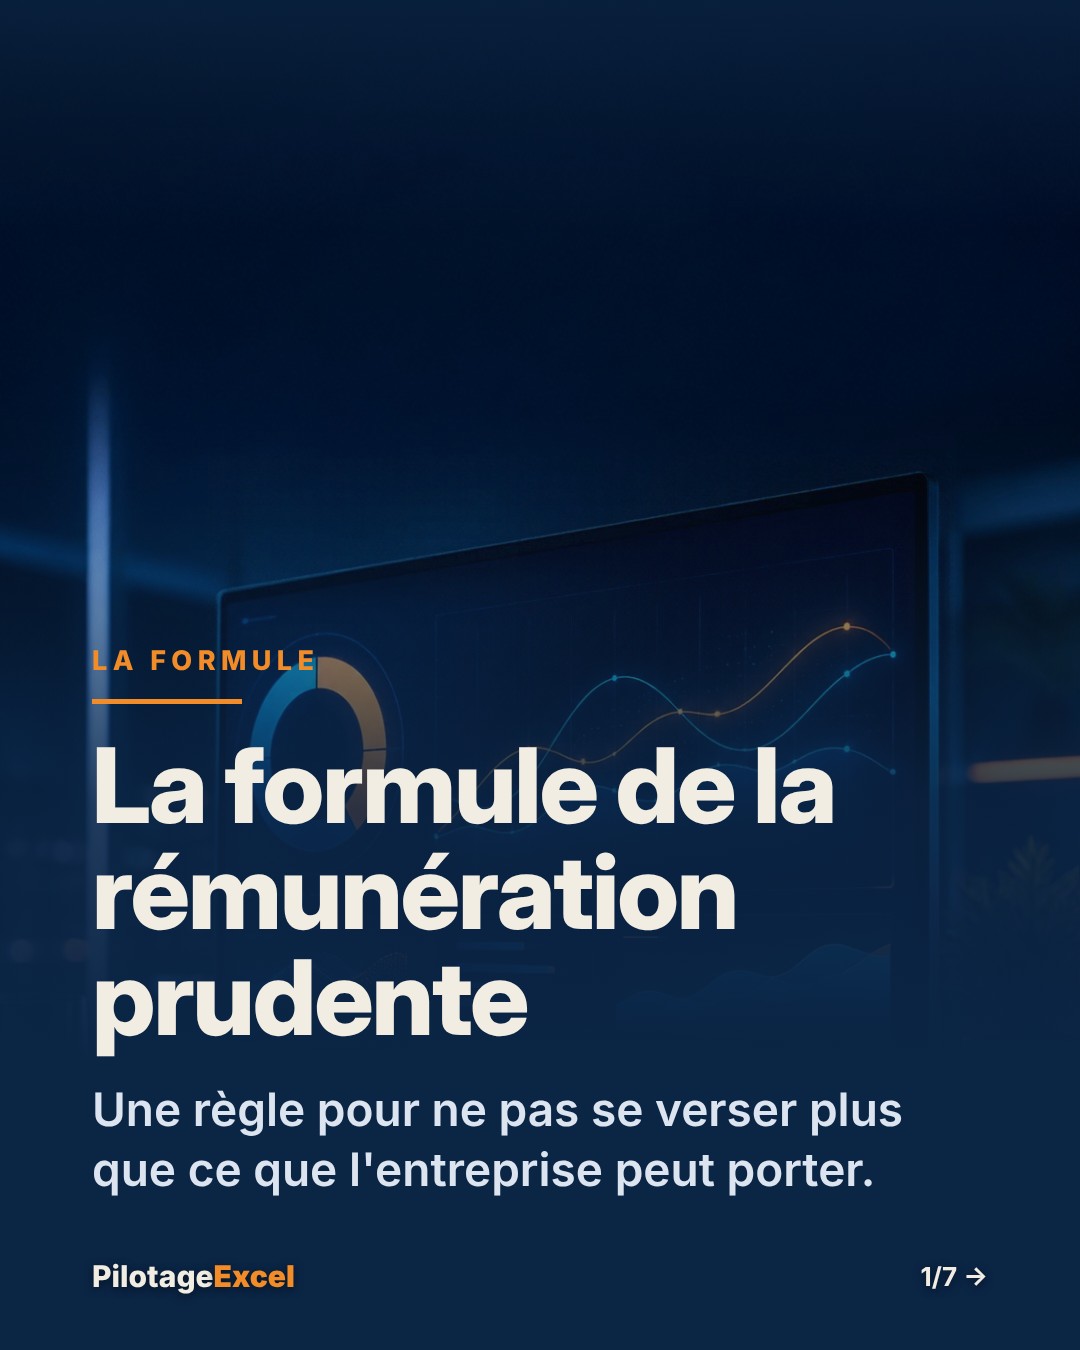 LA FORMULE
La formule de la
rémunération
prudente
Une règle pour ne pas se verser plus
que ce que l'entreprise peut porter.
PilotageExcel
1/7 →